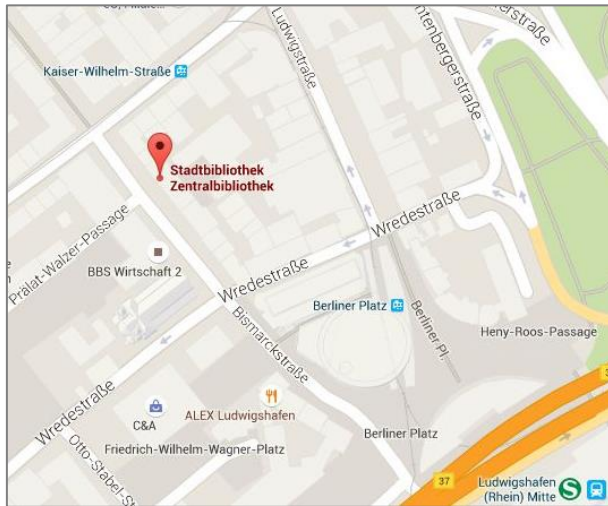 Kaiser-Wilhelm-Straße
Ludwigstraße
Stadtbibliothek
Zentralbibliothek
Prälat-Walzer-Passage
BBS Wirtschaft 2
Wredestraße
Wredestraße
Berliner Platz
Berliner Pl.
Heny-Roos-Passage
Bismarckstraße
ALEX Ludwigshafen
C&A
Friedrich-Wilhelm-Wagner-Platz
Berliner Platz
Wredestraße
37
Ludwigshafen
(Rhein) Mitte
S